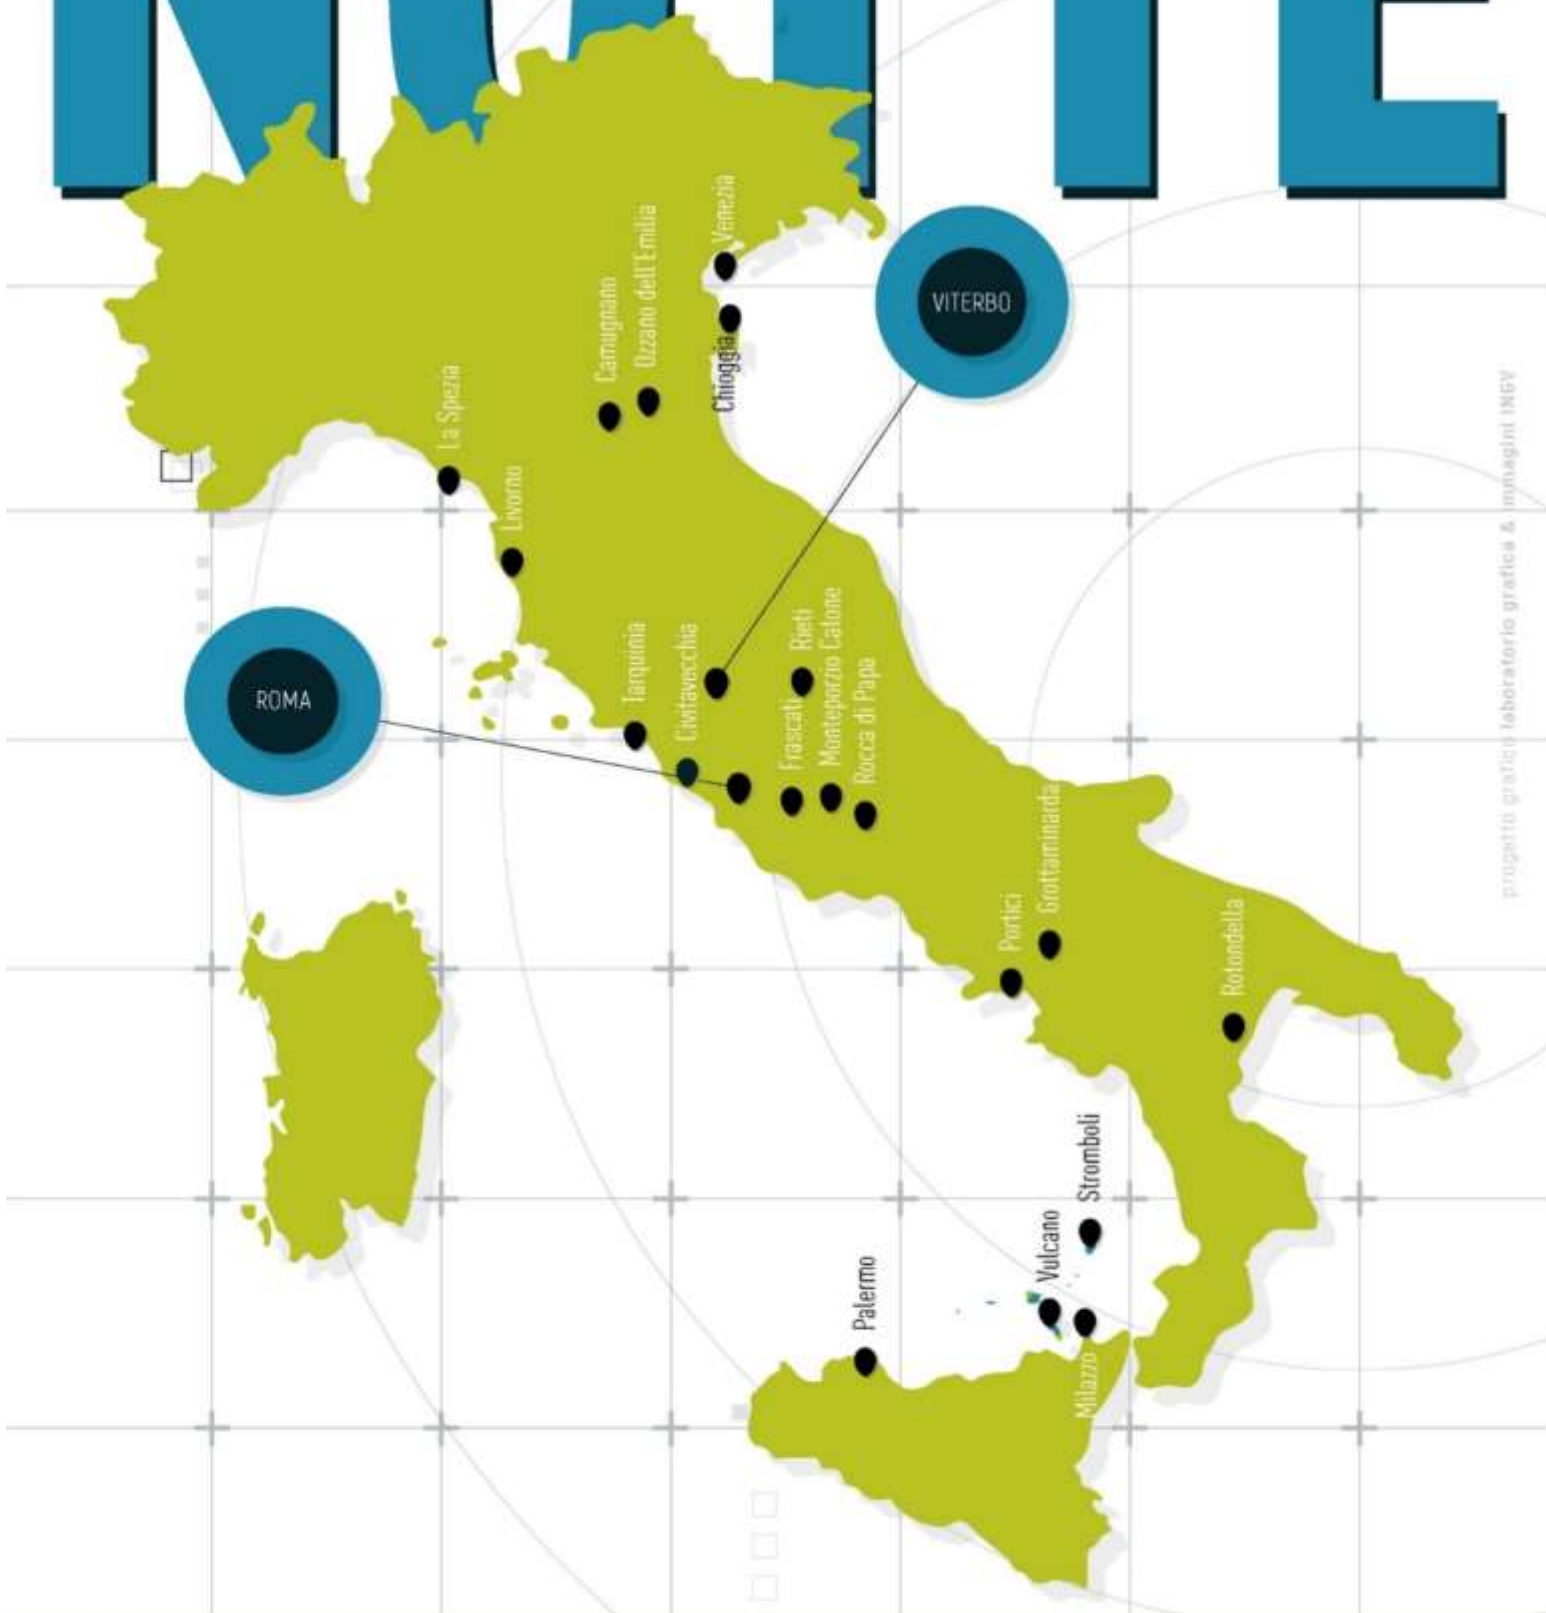 NOTTE
Venezia
Ozzano dell'Emilia
Camugnano
Chioggia
VITERBO
La Spezia
Livorno
Tarquinia
Civitavecchia
Rieti
Monteporzio Catone
Frascati
Rocca di Papa
ROMA
Grottaminarda
Portici
Rotondella
Stromboli
Vulcano
Palermo
Milazzo
progetto grafico laboratorio grafica & immagini INGV